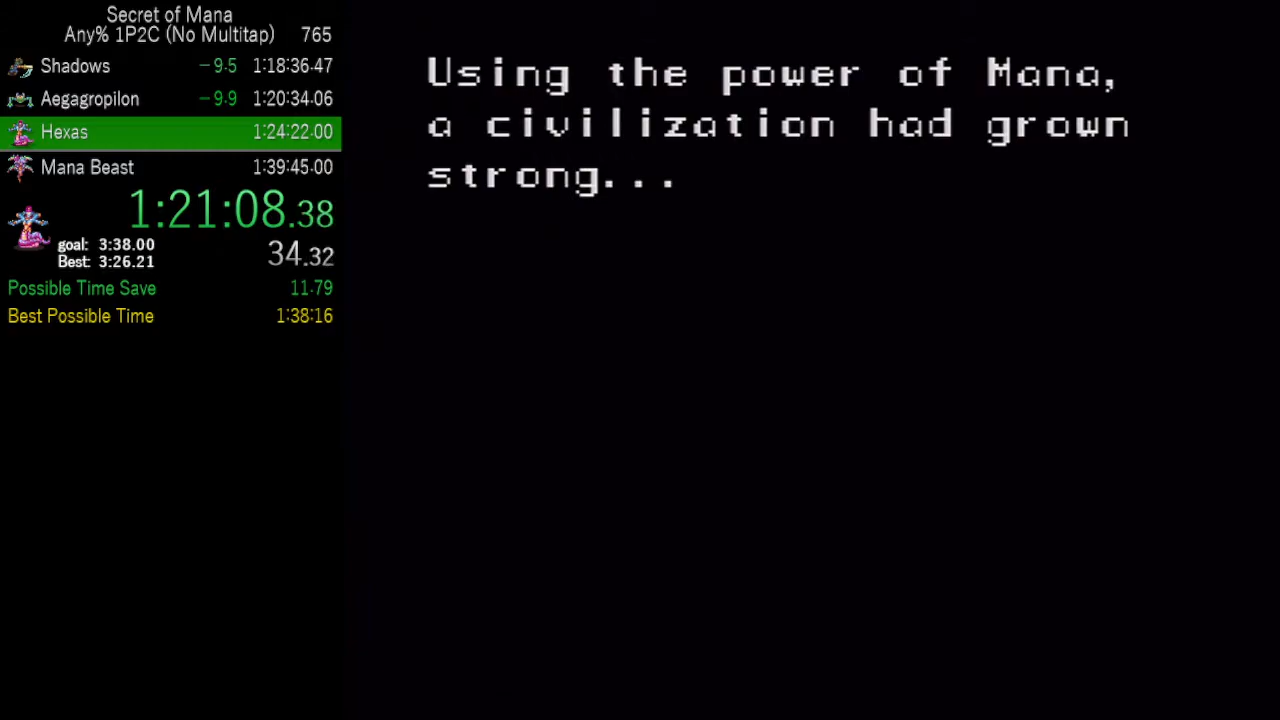 Secret of Mana
Any% 1P2C (No Multitap) 765
Shadows -9.5 1:18:36.47
Aegagropilon -9.9 1:20:34.06
Hexas 1:24:22.00
Mana Beast 1:39:45.00
1:21:08.38
goal: 3:38.00
Best: 3:26.21
34.32
Possible Time Save 11.79
Best Possible Time 1:38:16
Using the power of Mana,
a civilization had grown
strong...